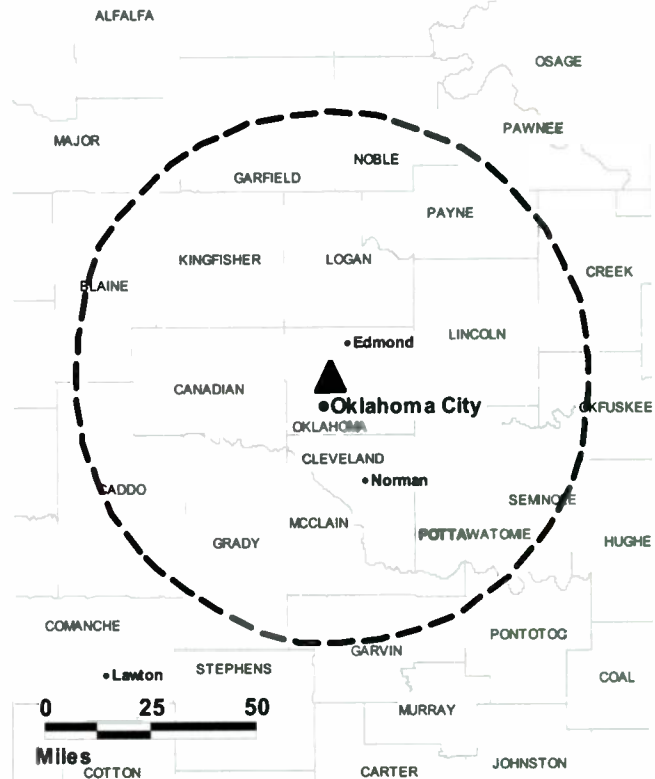 ALFALFA
OSAGE
PAWNEE
MAJOR
NOBLE
GARFIELD
PAYNE
KINGFISHER
LOGAN
CREEK
BLAINE
LINCOLN
Edmond
CANADIAN
Oklahoma City
OKFUSKEE
OKLAHOMA
CLEVELAND
Norman
CADDO
SEMINOLE
MCCLAIN
POTTAWATOMIE
GRADY
HUGHE
COMANCHE
PONTOTOC
GARVIN
STEPHENS
Lawton
COAL
0 25 50
MURRAY
Miles
COTTON
CARTER
JOHNSTON